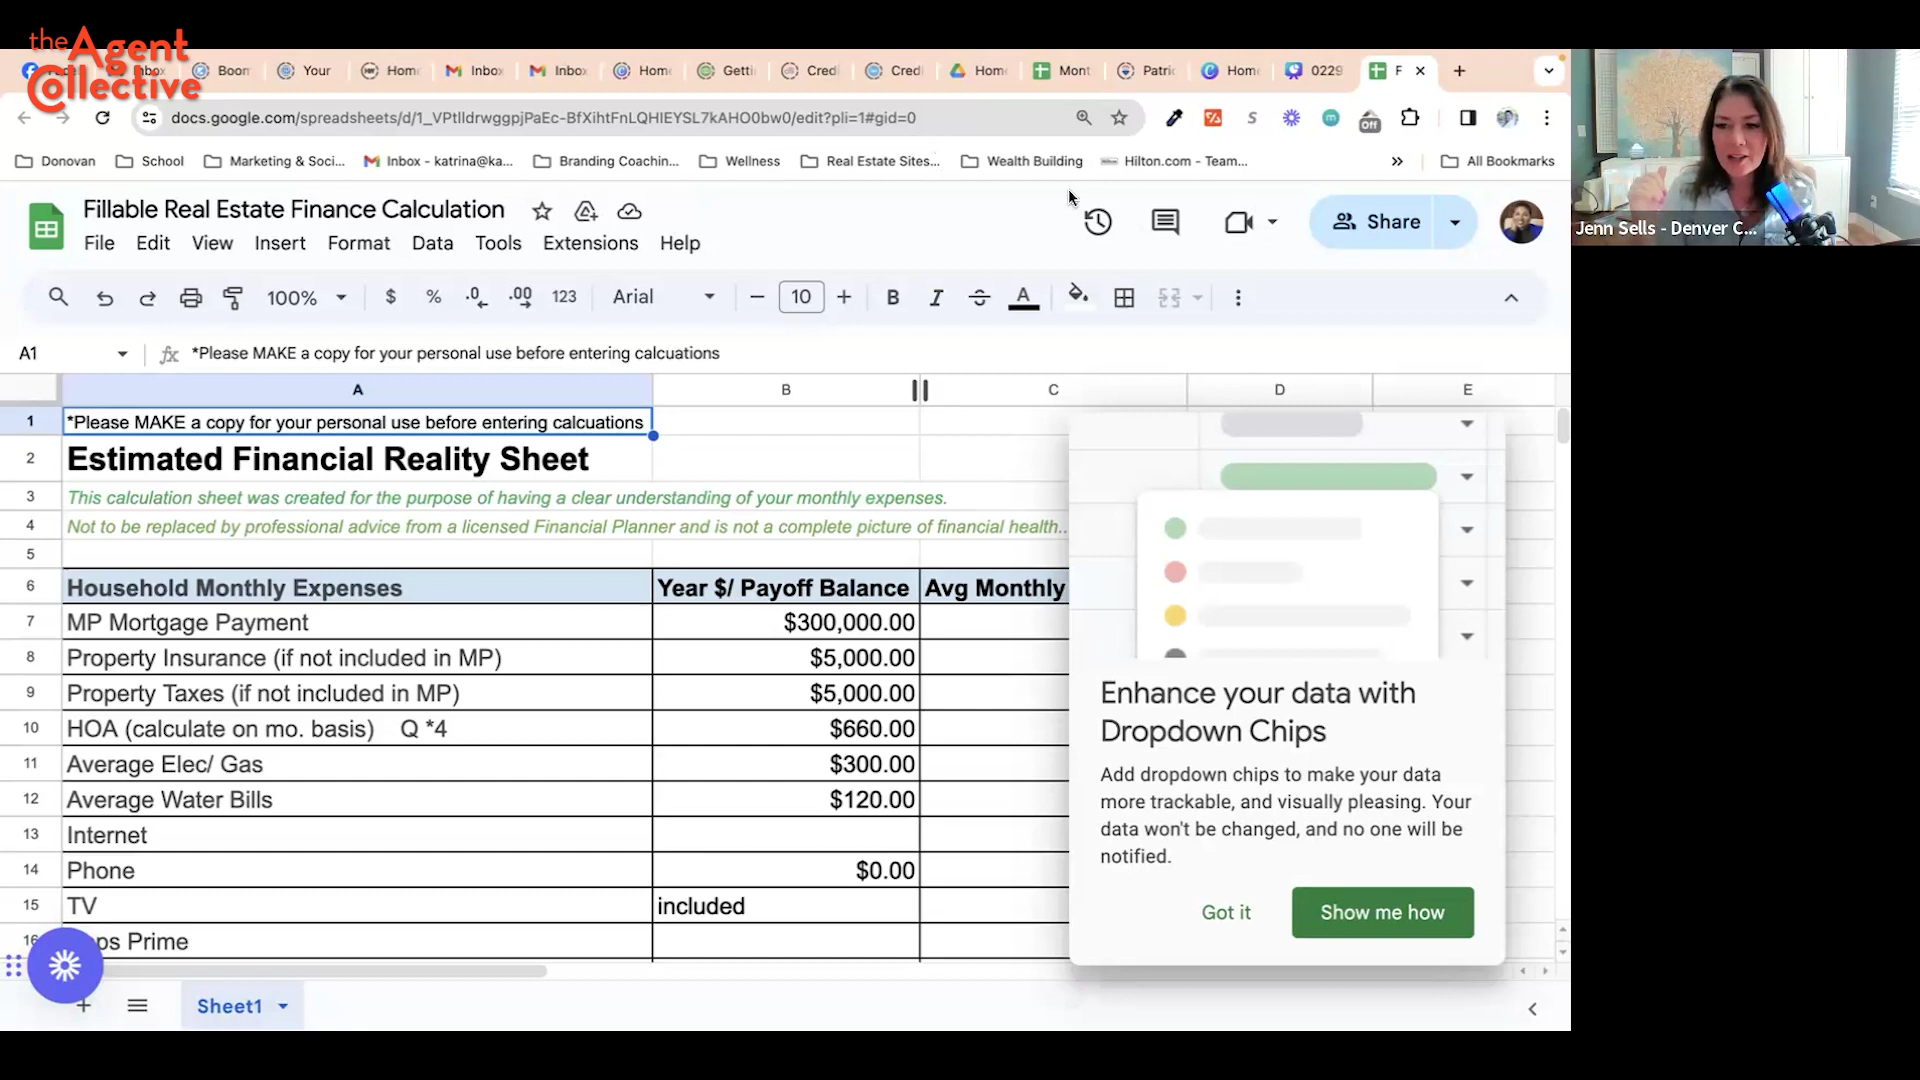 the Agent Collective
Inbo
Boon
Your
Home
Inbox
Inbox
Home
Getti
Credi
Credi
Home
Mont
Patric
Home
0229
F
docs.google.com/spreadsheets/d/1_VPtlldrwggpjPaEc-BfXihtFnLQHIEYSL7kAHO0bw0/edit?pli=1#gid=0
Off
Donovan
School
Marketing & Soci...
Inbox - katrina@ka...
Branding Coachin...
Wellness
Real Estate Sites...
Wealth Building
Hilton.com - Team...
All Bookmarks
Fillable Real Estate Finance Calculation
Share
File Edit View Insert Format Data Tools Extensions Help
100% $ % .0 .00 123 Arial 10 B I A
A1 fx *Please MAKE a copy for your personal use before entering calcuations
A B C D E
1 *Please MAKE a copy for your personal use before entering calcuations
2 Estimated Financial Reality Sheet
3 This calculation sheet was created for the purpose of having a clear understanding of your monthly expenses.
4 Not to be replaced by professional advice from a licensed Financial Planner and is not a complete picture of financial health..
5
6 Household Monthly Expenses Year $/ Payoff Balance Avg Monthly
7 MP Mortgage Payment $300,000.00
8 Property Insurance (if not included in MP) $5,000.00
9 Property Taxes (if not included in MP) $5,000.00
10 HOA (calculate on mo. basis) Q *4 $660.00
11 Average Elec/ Gas $300.00
12 Average Water Bills $120.00
13 Internet
14 Phone $0.00
15 TV included
16 ps Prime
Enhance your data with
Dropdown Chips
Add dropdown chips to make your data
more trackable, and visually pleasing. Your
data won't be changed, and no one will be
notified.
Got it Show me how
Sheet1
Jenn Sells - Denver C...